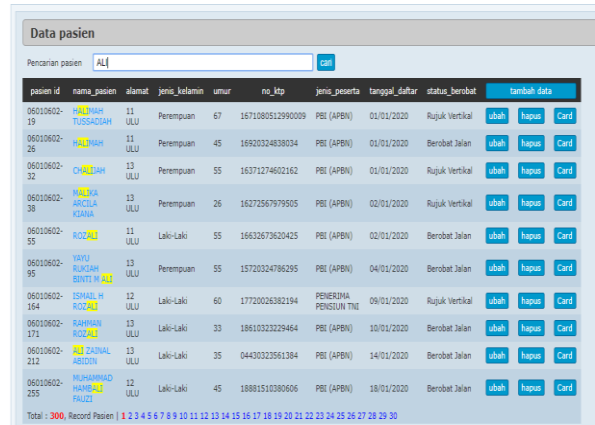 Data pasien
Pencarian pasien ALI cari
pasien id nama_pasien alamat jenis_kelamin umur no_ktp jenis_peserta tanggal_daftar status_berobat tambah data
06010602-19 HALIMAH TUSSADIAH 11 ULU Perempuan 67 1671080512990009 PBI (APBN) 01/01/2020 Rujuk Vertikal ubah hapus Card
06010602-26 HALIMAH 11 ULU Perempuan 45 16920324838034 PBI (APBN) 01/01/2020 Berobat Jalan ubah hapus Card
06010602-32 CHALIDAH 13 ULU Perempuan 55 16371274602162 PBI (APBN) 01/01/2020 Rujuk Vertikal ubah hapus Card
06010602-38 MALIKA ARCILA KIANA 13 ULU Perempuan 26 16272567979505 PBI (APBN) 02/01/2020 Rujuk Vertikal ubah hapus Card
06010602-55 ROZALI 11 ULU Laki-Laki 55 16632673620425 PBI (APBN) 02/01/2020 Berobat Jalan ubah hapus Card
06010602-95 YAYU RUKIAH BINTI M ALI 13 ULU Perempuan 55 15720324786295 PBI (APBN) 04/01/2020 Berobat Jalan ubah hapus Card
06010602-164 ISMAIL H ROZALI 12 ULU Laki-Laki 60 17720026382194 PENERIMA PENSIUN TNI 09/01/2020 Rujuk Vertikal ubah hapus Card
06010602-171 RAHMAN ROZALI 13 ULU Laki-Laki 33 18610323229464 PBI (APBN) 10/01/2020 Berobat Jalan ubah hapus Card
06010602-212 ALI ZAINAL ABIDIN 13 ULU Laki-Laki 35 04430323561384 PBI (APBN) 14/01/2020 Berobat Jalan ubah hapus Card
06010602-255 MUHAMMAD HAMBALI FAUZI 12 ULU Laki-Laki 45 18881510380606 PBI (APBN) 18/01/2020 Berobat Jalan ubah hapus Card
Total : 300, Record Pasien | 1 2 3 4 5 6 7 8 9 10 11 12 13 14 15 16 17 18 19 20 21 22 23 24 25 26 27 28 29 30